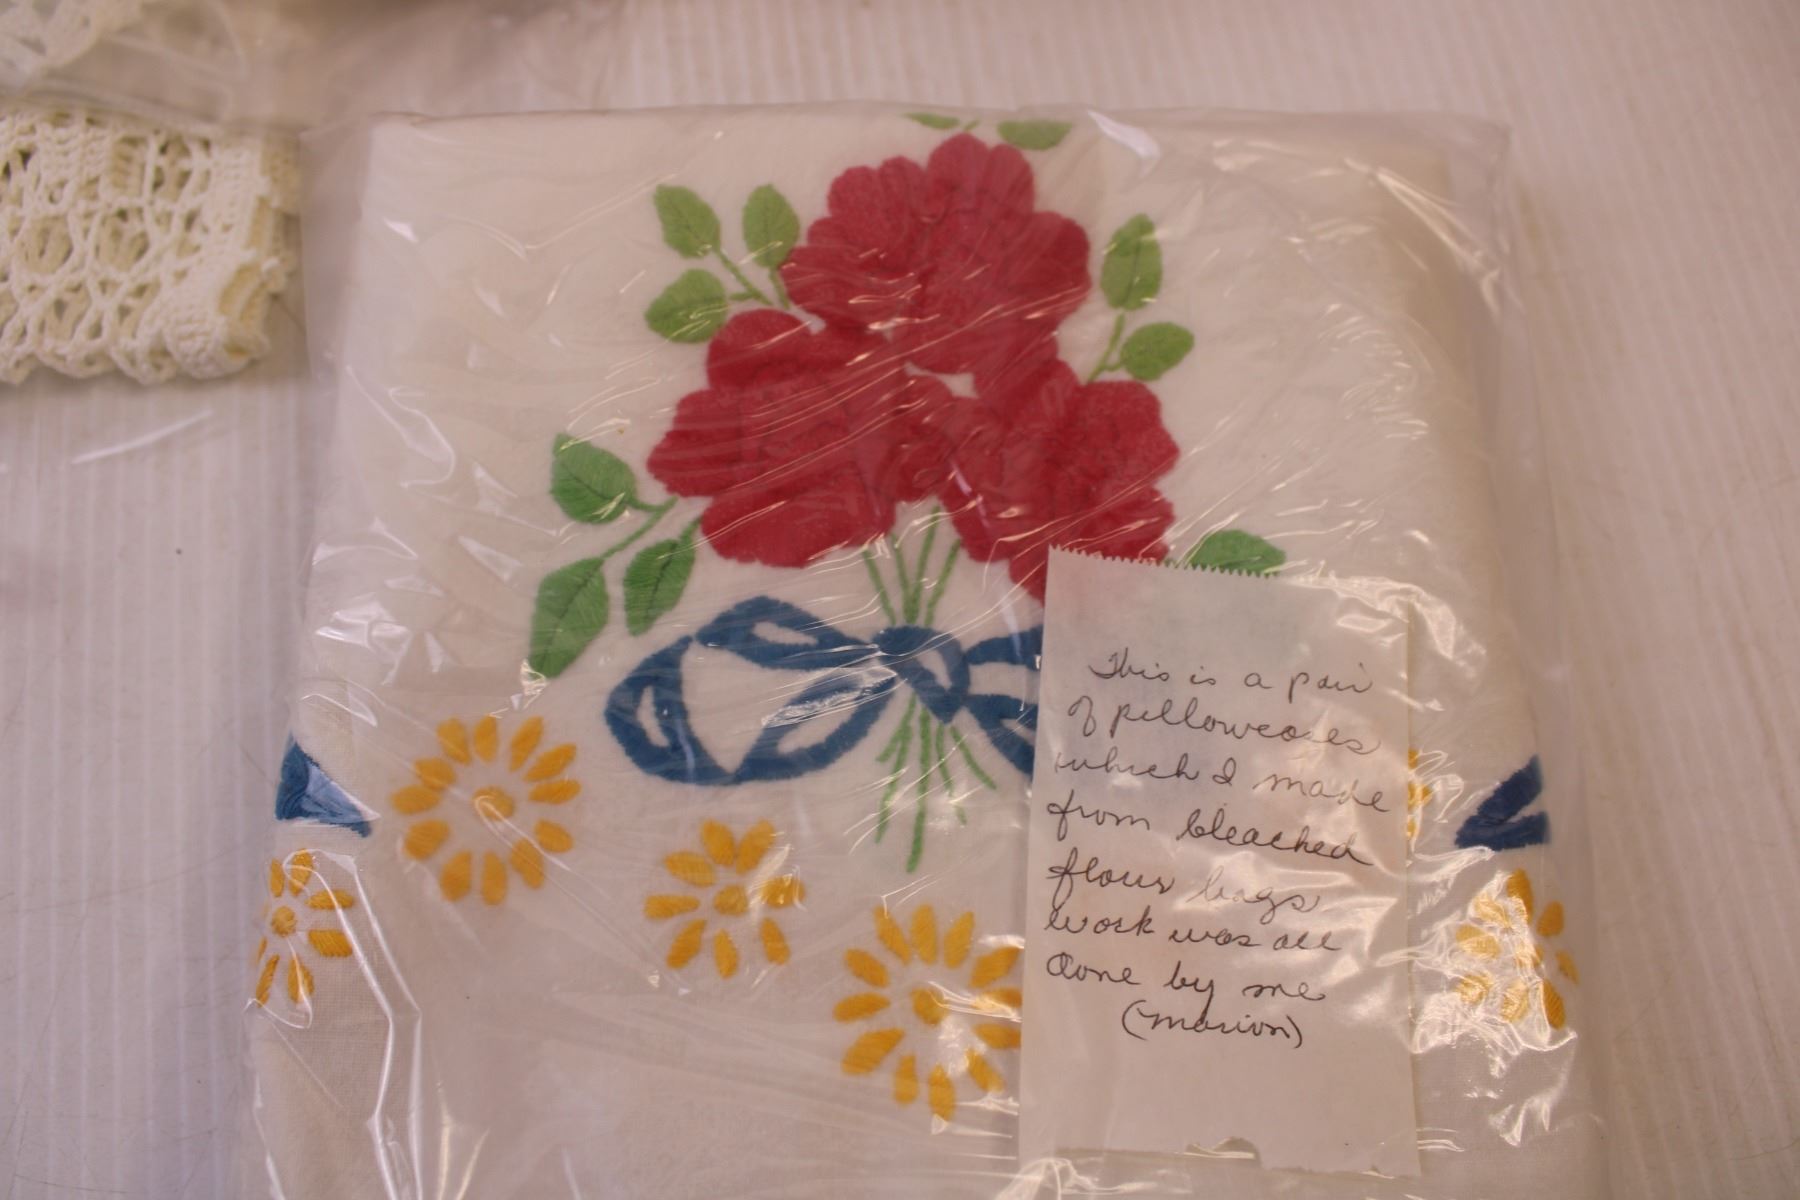 This is a pair
of pillowcases
which I made
from bleached
flour bags
work was all
done by me
(Marion)